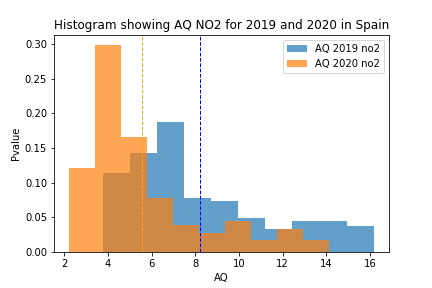 Histogram showing AQ NO2 for 2019 and 2020 in Spain
AQ 2019 no2
AQ 2020 no2
0.30
0.25
0.20
0.15
0.10
0.05
0.00
Pvalue
2 4 6 8 10 12 14 16
AQ